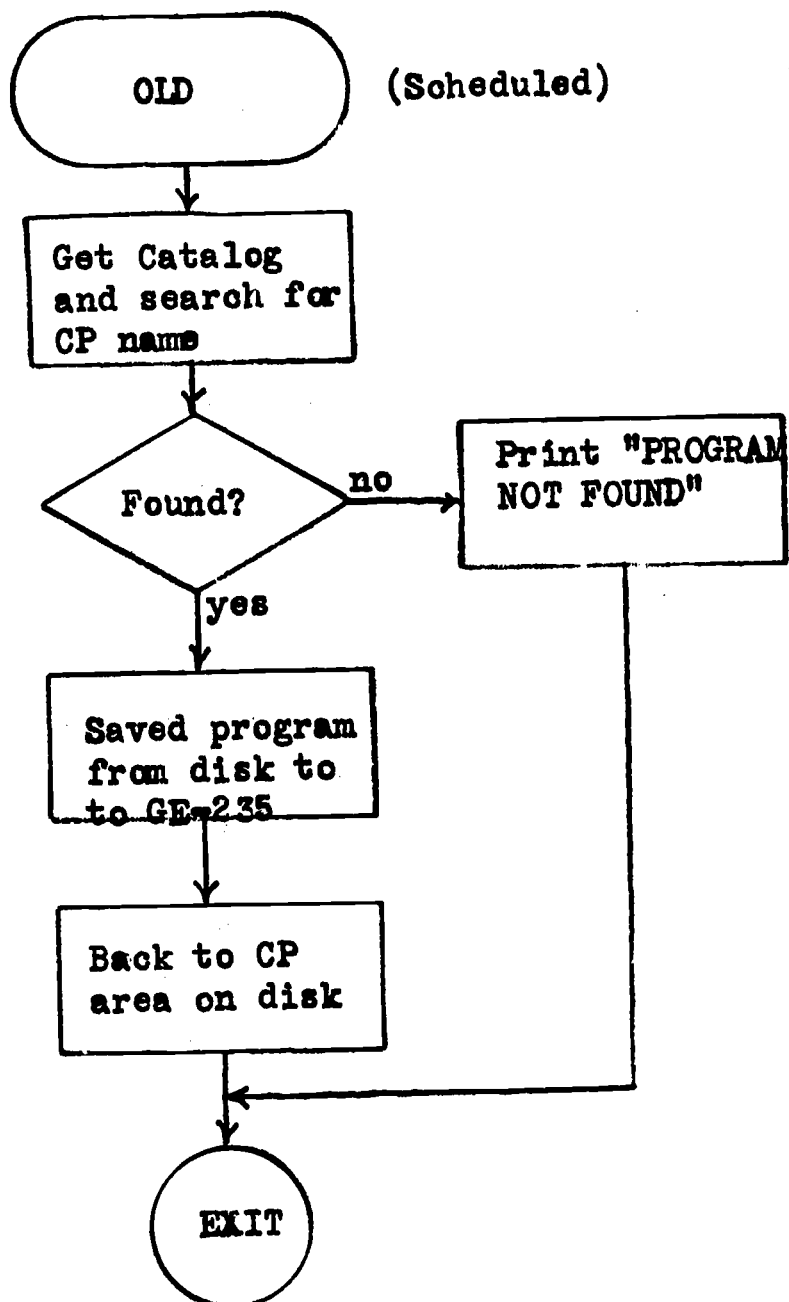 OLD (Scheduled)
Get Catalog
and search for
CP name
Found?
no
Print "PROGRAM
NOT FOUND"
yes
Saved program
from disk to
to GE-235
Back to CP
area on disk
EXIT